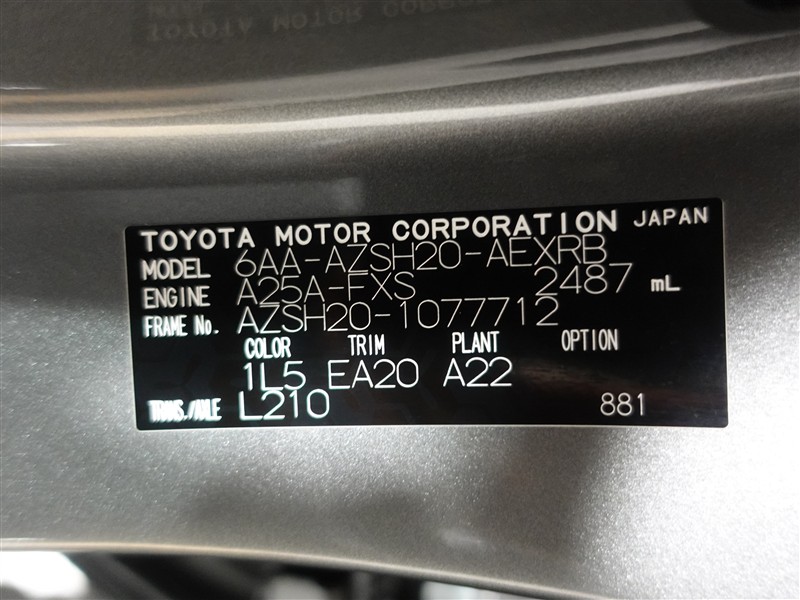 TOYOTA MOTOR CORPORATION JAPAN
MODEL 6AA-AZSH20-AEXRB
ENGINE A25A-FXS 2487 mL
FRAME No. AZSH20-1077712
COLOR TRIM PLANT OPTION
1L5 EA20 A22
TRANS./AXLE L210 881